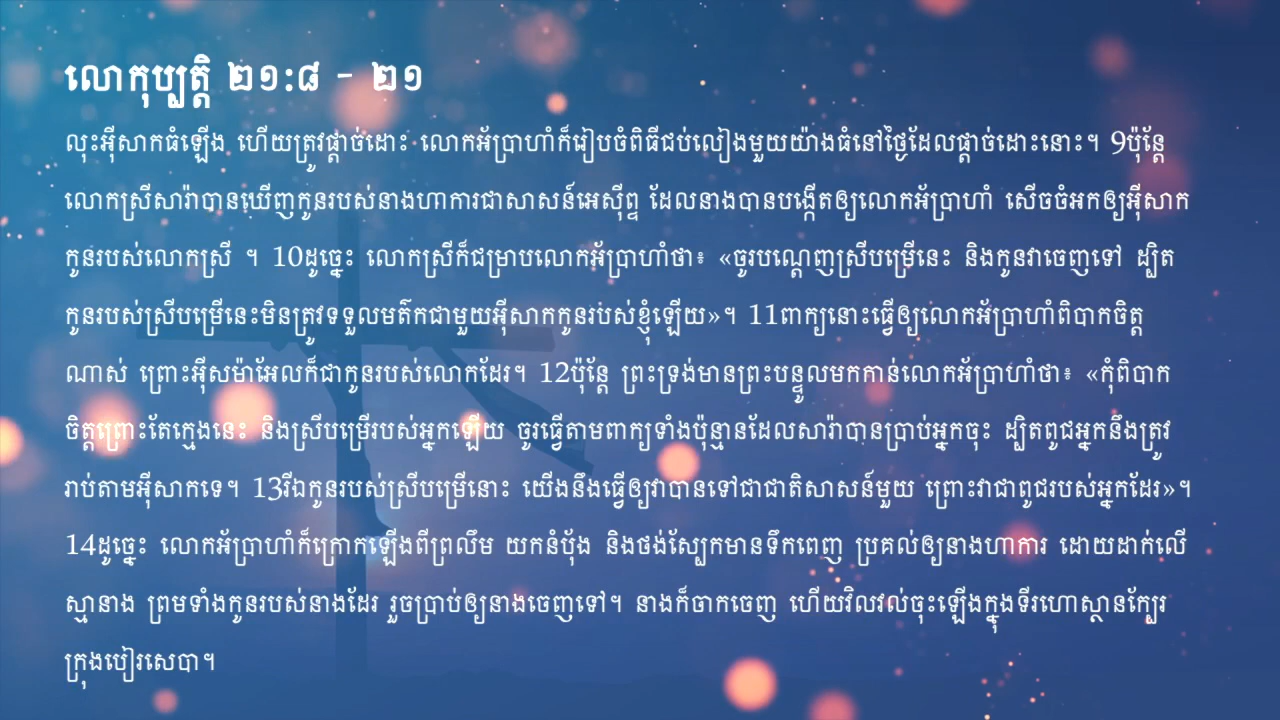 លោកុប្បត្តិ ២១:៨ - ២១
លុះអ៊ីសាកធំឡើង ហើយត្រូវផ្ដាច់ដោះ លោកអ័ប្រាហាំក៏រៀបចំពិធីជប់លៀងមួយយ៉ាងធំនៅថ្ងៃដែលផ្ដាច់ដោះនោះ។ 9ប៉ុន្តែ
លោកស្រីសារ៉ាបានឃើញកូនរបស់នាងហាការជាសាសន៍អេស៊ីព្ទ ដែលនាងបានបង្កើតឲ្យលោកអ័ប្រាហាំ សើចចំអកឲ្យអ៊ីសាក
កូនរបស់លោកស្រី ។ 10ដូច្នេះ លោកស្រីក៏ជម្រាបលោកអ័ប្រាហាំថា៖ «ចូរបណ្ដេញស្រីបម្រើនេះ និងកូនវាចេញទៅ ដ្បិត
កូនរបស់ស្រីបម្រើនេះមិនត្រូវទទួលមត៌កជាមួយអ៊ីសាកកូនរបស់ខ្ញុំឡើយ»។ 11ពាក្យនោះធ្វើឲ្យលោកអ័ប្រាហាំពិបាកចិត្ត
ណាស់ ព្រោះអ៊ីសម៉ាអែលក៏ជាកូនរបស់លោកដែរ។ 12ប៉ុន្តែ ព្រះទ្រង់មានព្រះបន្ទូលមកកាន់លោកអ័ប្រាហាំថា៖ «កុំពិបាក
ចិត្តព្រោះតែក្មេងនេះ និងស្រីបម្រើរបស់អ្នកឡើយ ចូរធ្វើតាមពាក្យទាំងប៉ុន្មានដែលសារ៉ាបានប្រាប់អ្នកចុះ ដ្បិតពូជអ្នកនឹងត្រូវ
រាប់តាមអ៊ីសាកទេ។ 13រីឯកូនរបស់ស្រីបម្រើនោះ យើងនឹងធ្វើឲ្យវាបានទៅជាជាតិសាសន៍មួយ ព្រោះវាជាពូជរបស់អ្នកដែរ»។
14ដូច្នេះ លោកអ័ប្រាហាំក៏ក្រោកឡើងពីព្រលឹម យកនំប៉័ង និងថង់ស្បែកមានទឹកពេញ ប្រគល់ឲ្យនាងហាការ ដោយដាក់លើ
ស្មានាង ព្រមទាំងកូនរបស់នាងដែរ រួចប្រាប់ឲ្យនាងចេញទៅ។ នាងក៏ចាកចេញ ហើយវិលវល់ចុះឡើងក្នុងទីរហោស្ថានក្បែរ
ក្រុងបៀរសេបា។